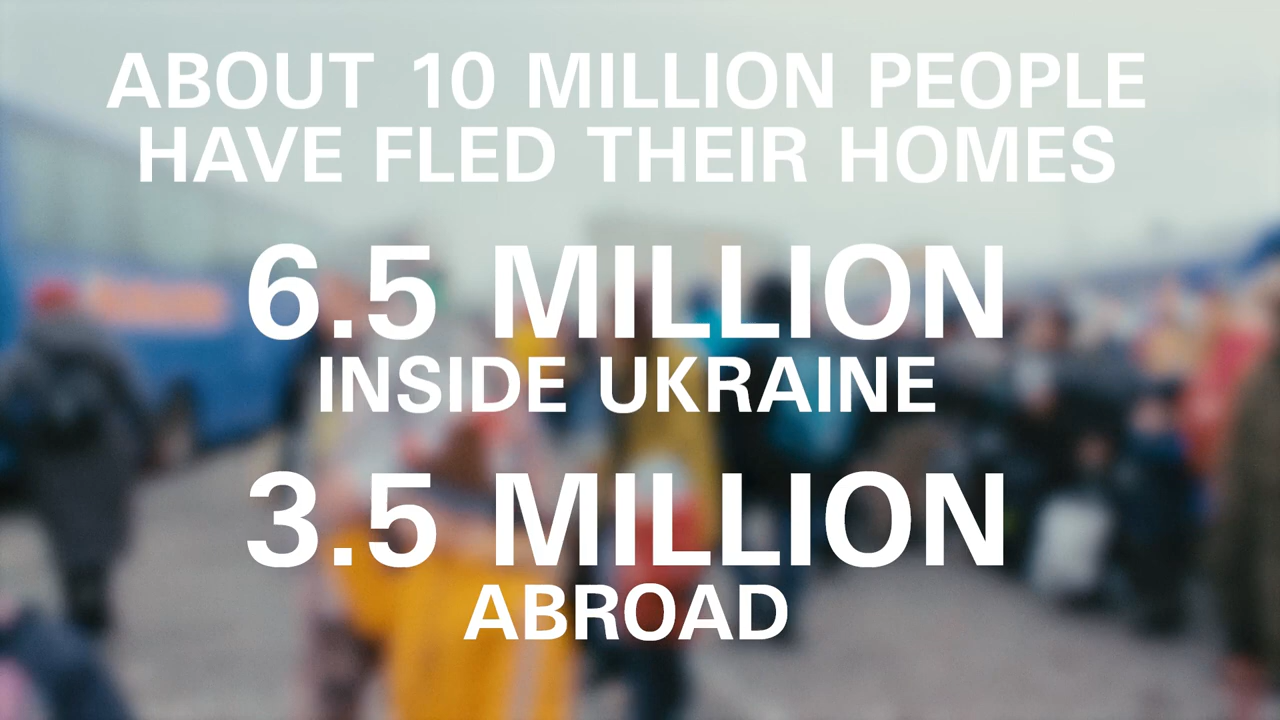 ABOUT 10 MILLION PEOPLE
HAVE FLED THEIR HOMES
6.5 MILLION
INSIDE UKRAINE
3.5 MILLION
ABROAD